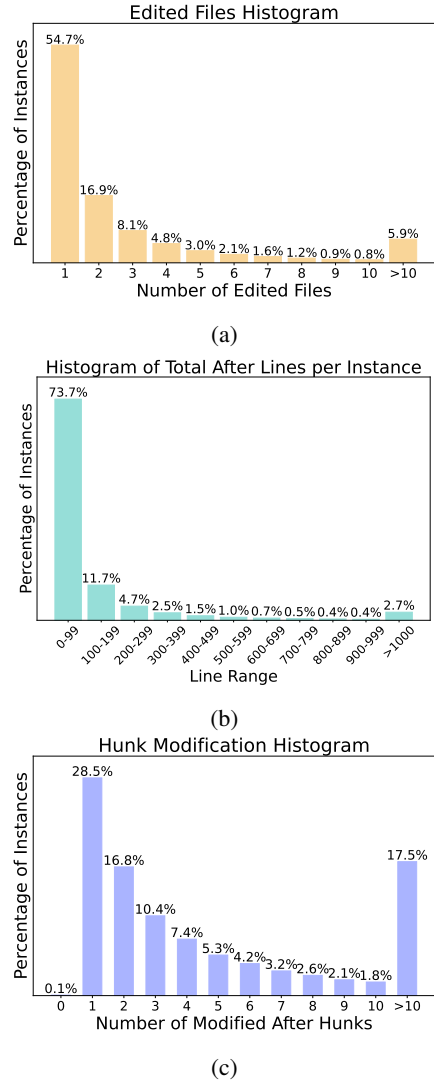 Edited Files Histogram
Percentage of Instances
54.7%
16.9%
8.1%
4.8%
3.0%
2.1%
1.6%
1.2%
0.9%
0.8%
5.9%
1 2 3 4 5 6 7 8 9 10 >10
Number of Edited Files
(a)
Histogram of Total After Lines per Instance
Percentage of Instances
73.7%
11.7%
4.7%
2.5%
1.5%
1.0%
0.7%
0.5%
0.4%
0.4%
2.7%
0-99 100-199 200-299 300-399 400-499 500-599 600-699 700-799 800-899 900-999 >1000
Line Range
(b)
Hunk Modification Histogram
Percentage of Instances
0.1%
28.5%
16.8%
10.4%
7.4%
5.3%
4.2%
3.2%
2.6%
2.1%
1.8%
17.5%
0 1 2 3 4 5 6 7 8 9 10 >10
Number of Modified After Hunks
(c)